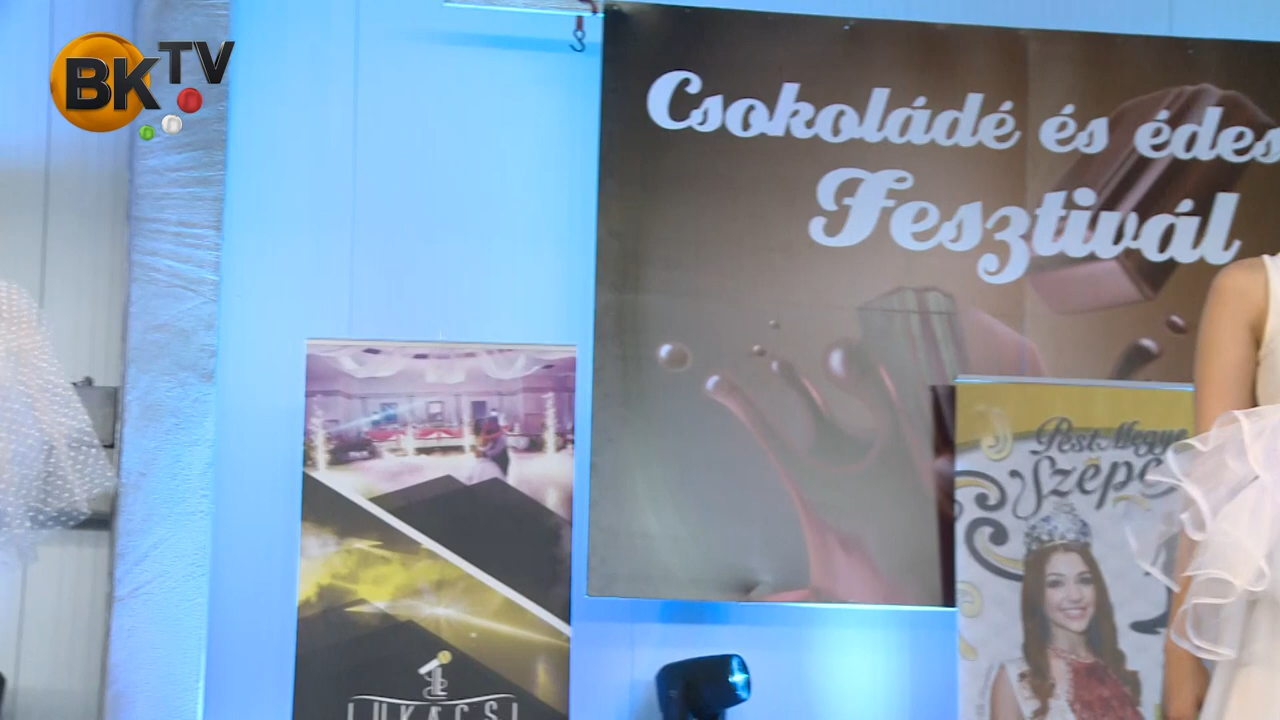 BKTV
Csokoládé és édes
Fesztivál
Pest Megye
Szépe
LUKÁCSI